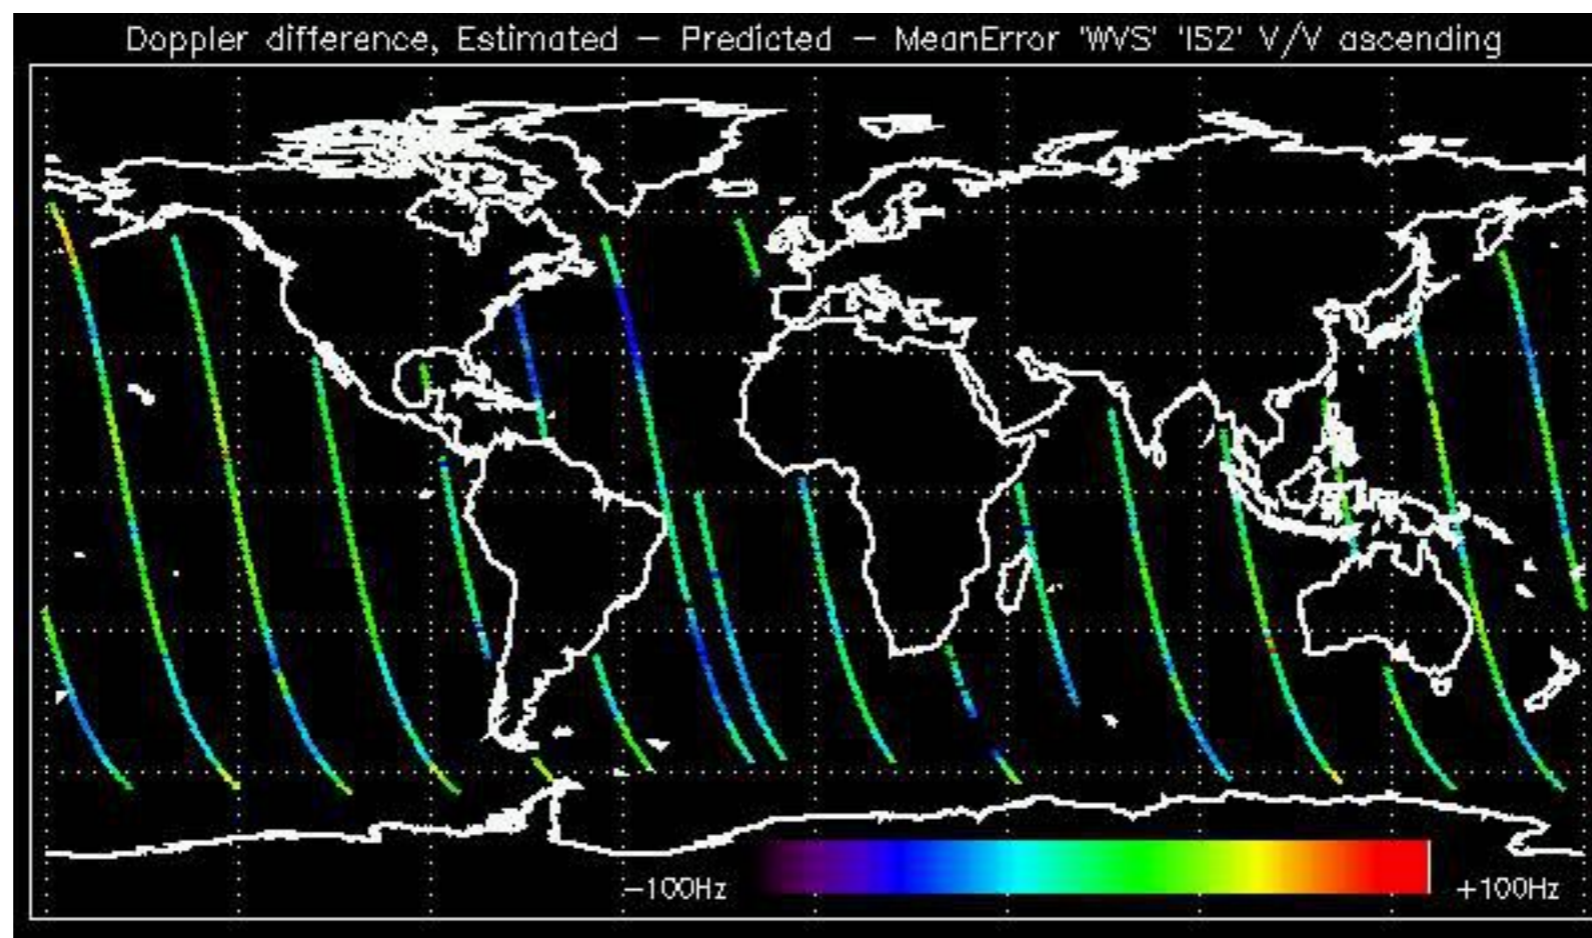 Doppler difference, Estimated – Predicted – MeanError 'WVS' 'IS2' V/V ascending
–100Hz
+100Hz